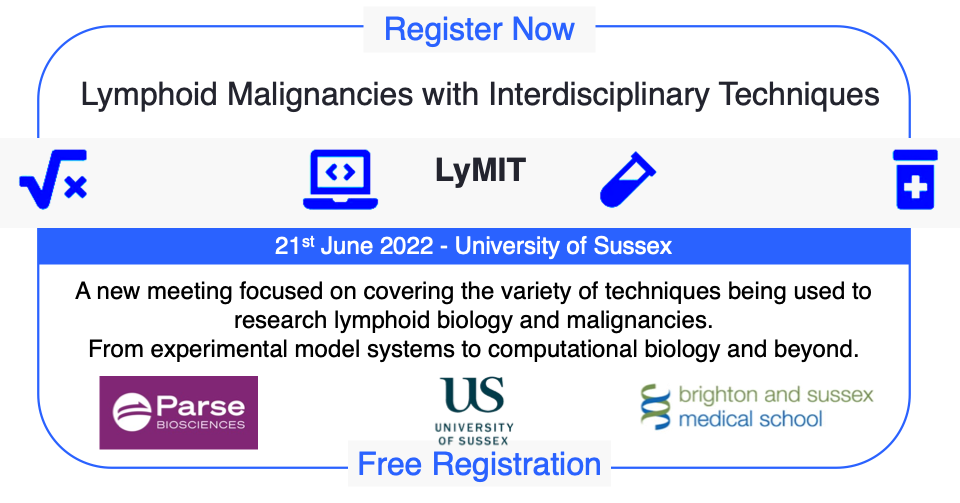 Register Now
Lymphoid Malignancies with Interdisciplinary Techniques
LyMIT
21st June 2022 - University of Sussex
A new meeting focused on covering the variety of techniques being used to
research lymphoid biology and malignancies.
From experimental model systems to computational biology and beyond.
Parse
BIOSCIENCES
US
UNIVERSITY
OF SUSSEX
brighton and sussex
medical school
Free Registration